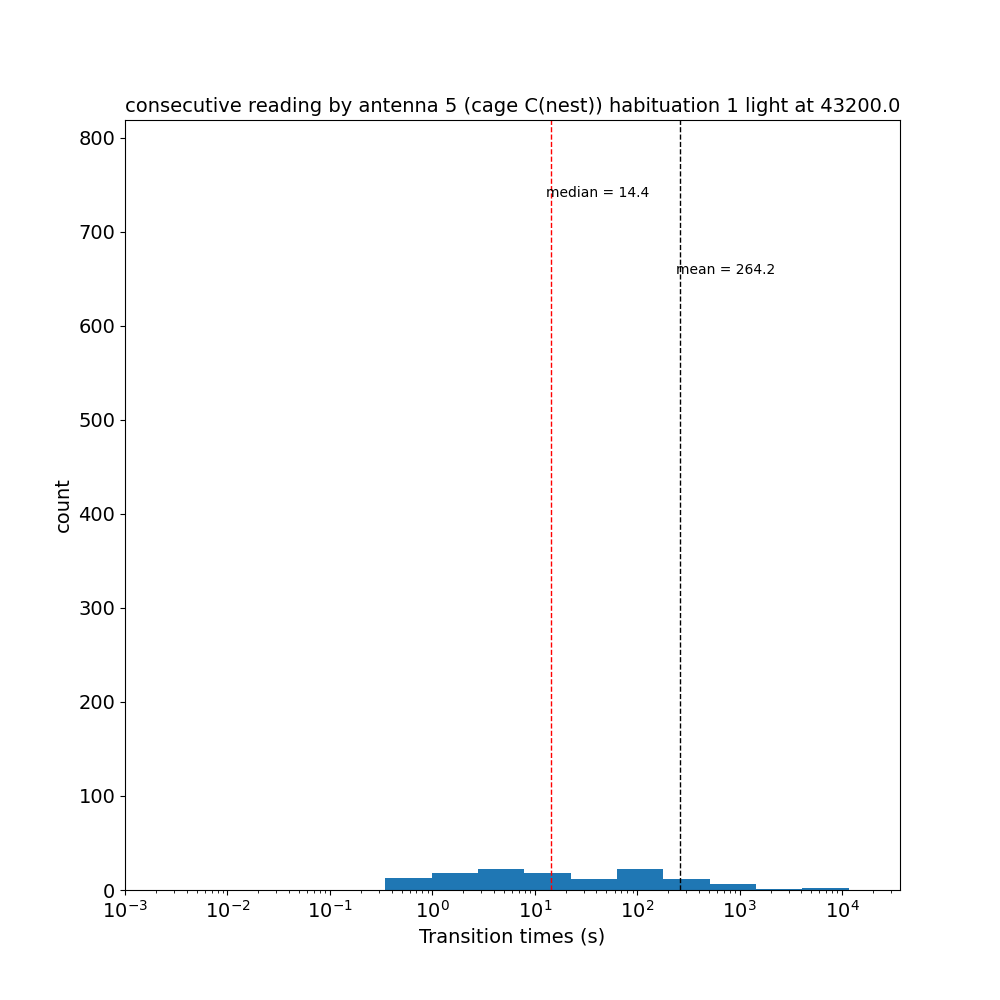 consecutive reading by antenna 5 (cage C(nest)) habituation 1 light at 43200.0
800
median = 14.4
700
mean = 264.2
600
500
count
400
300
200
100
0
10⁻³ 10⁻² 10⁻¹ 10⁰ 10¹ 10² 10³ 10⁴
Transition times (s)